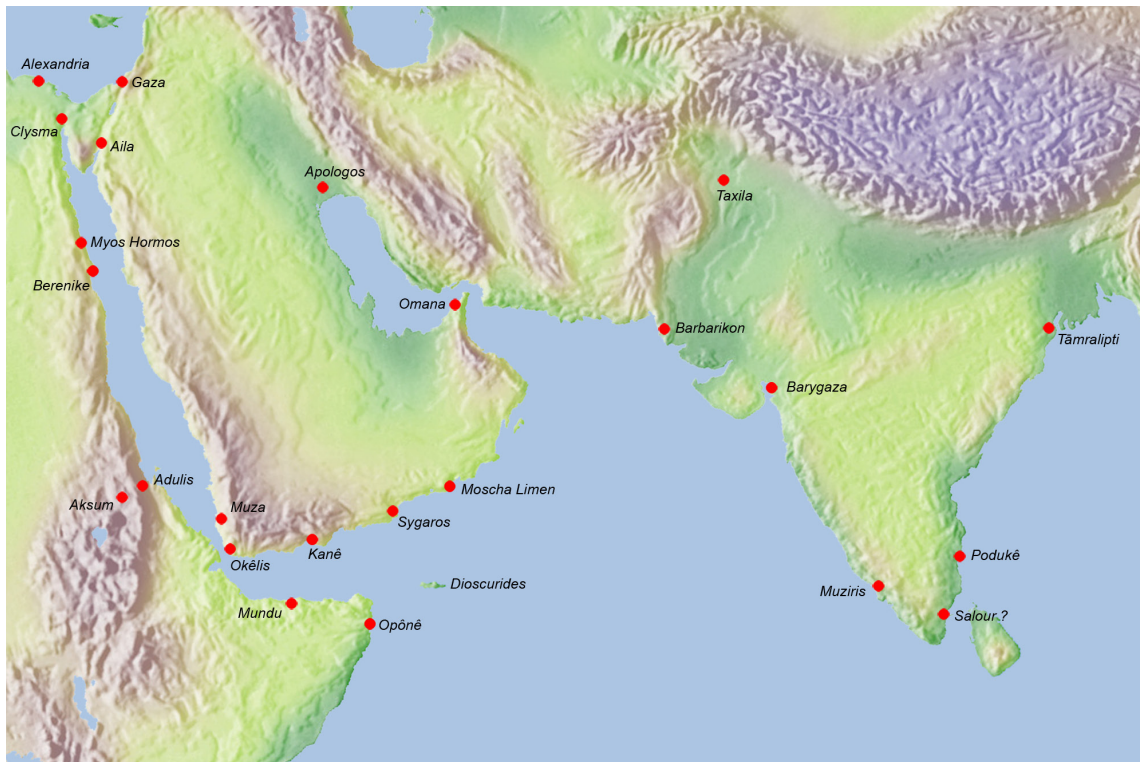 Alexandria
Gaza
Clysma
Aila
Apologos
Taxila
Myos Hormos
Berenike
Omana
Barbarikon
Tāmralipti
Barygaza
Adulis
Moscha Limen
Aksum
Muza
Sygaros
Kanê
Podukê
Okêlis
Dioscurides
Muziris
Mundu
Salour ?
Opônê